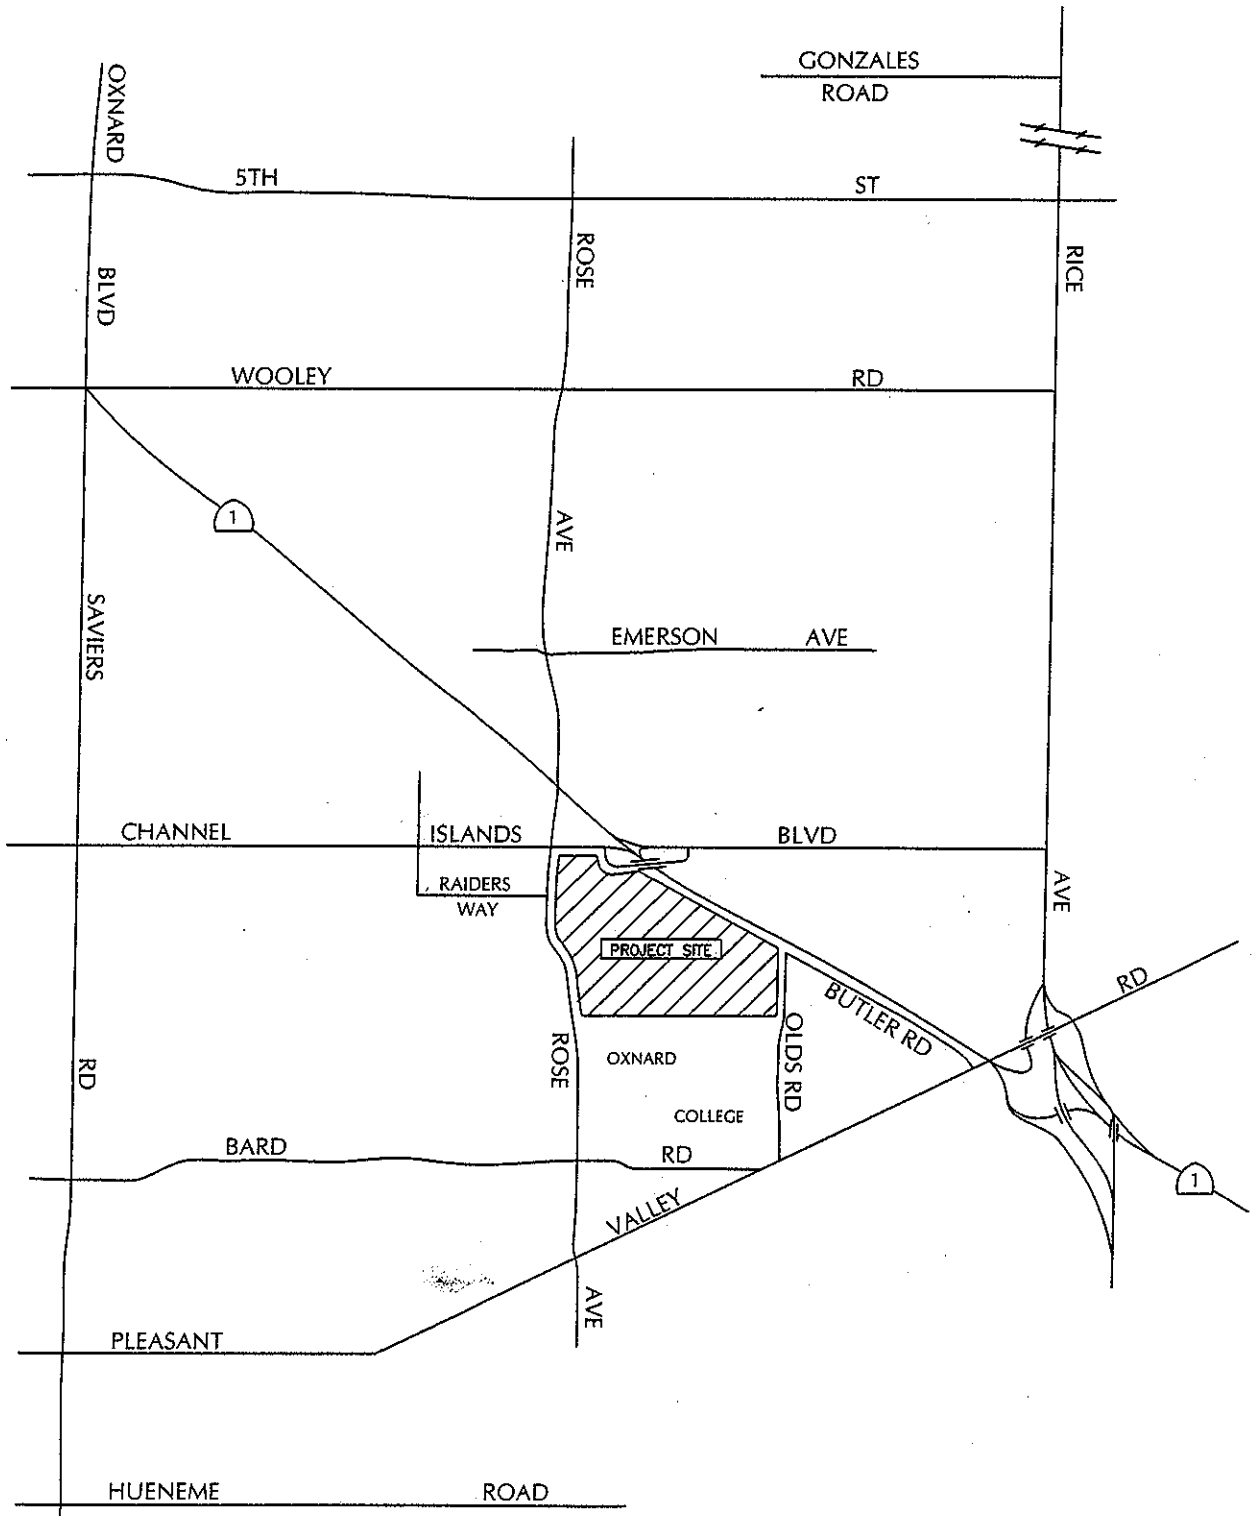 GONZALES
ROAD
OXNARD
5TH ST
ROSE
RICE
BLVD
WOOLEY RD
1
AVE
SAVIERS
EMERSON AVE
CHANNEL ISLANDS BLVD
RAIDERS
WAY
AVE
PROJECT SITE
RD
BUTLER RD
OLDS RD
ROSE
OXNARD
COLLEGE
RD
BARD RD
1
VALLEY
AVE
PLEASANT
HUENEME ROAD